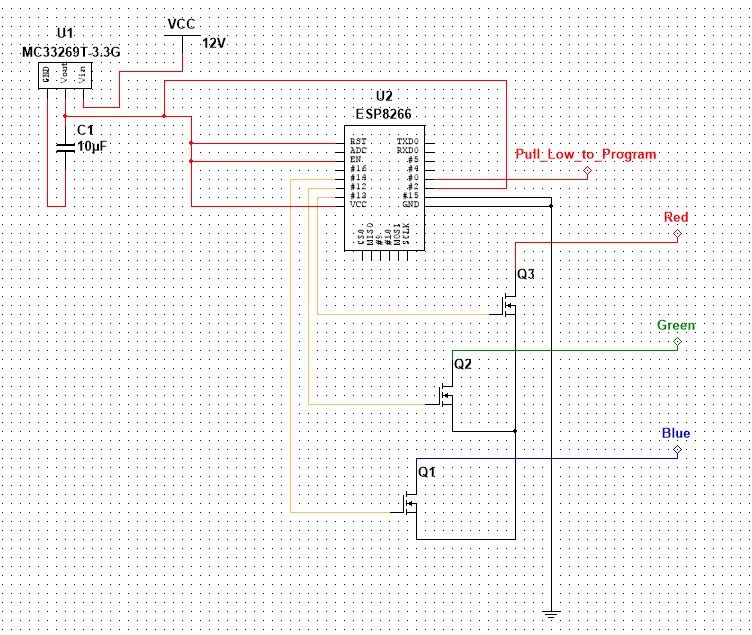 VCC
12V
U1
MC33269T-3.3G
GND
Vout
Vin
C1
10µF
U2
ESP8266
RST
ADC
EN
#16
#14
#12
#13
VCC
TXD0
RXD0
#5
#4
#0
#2
#15
GND
CS0
MISO
#9
#10
MOSI
SCLK
Pull_Low_to_Program
Red
Q3
Green
Q2
Blue
Q1